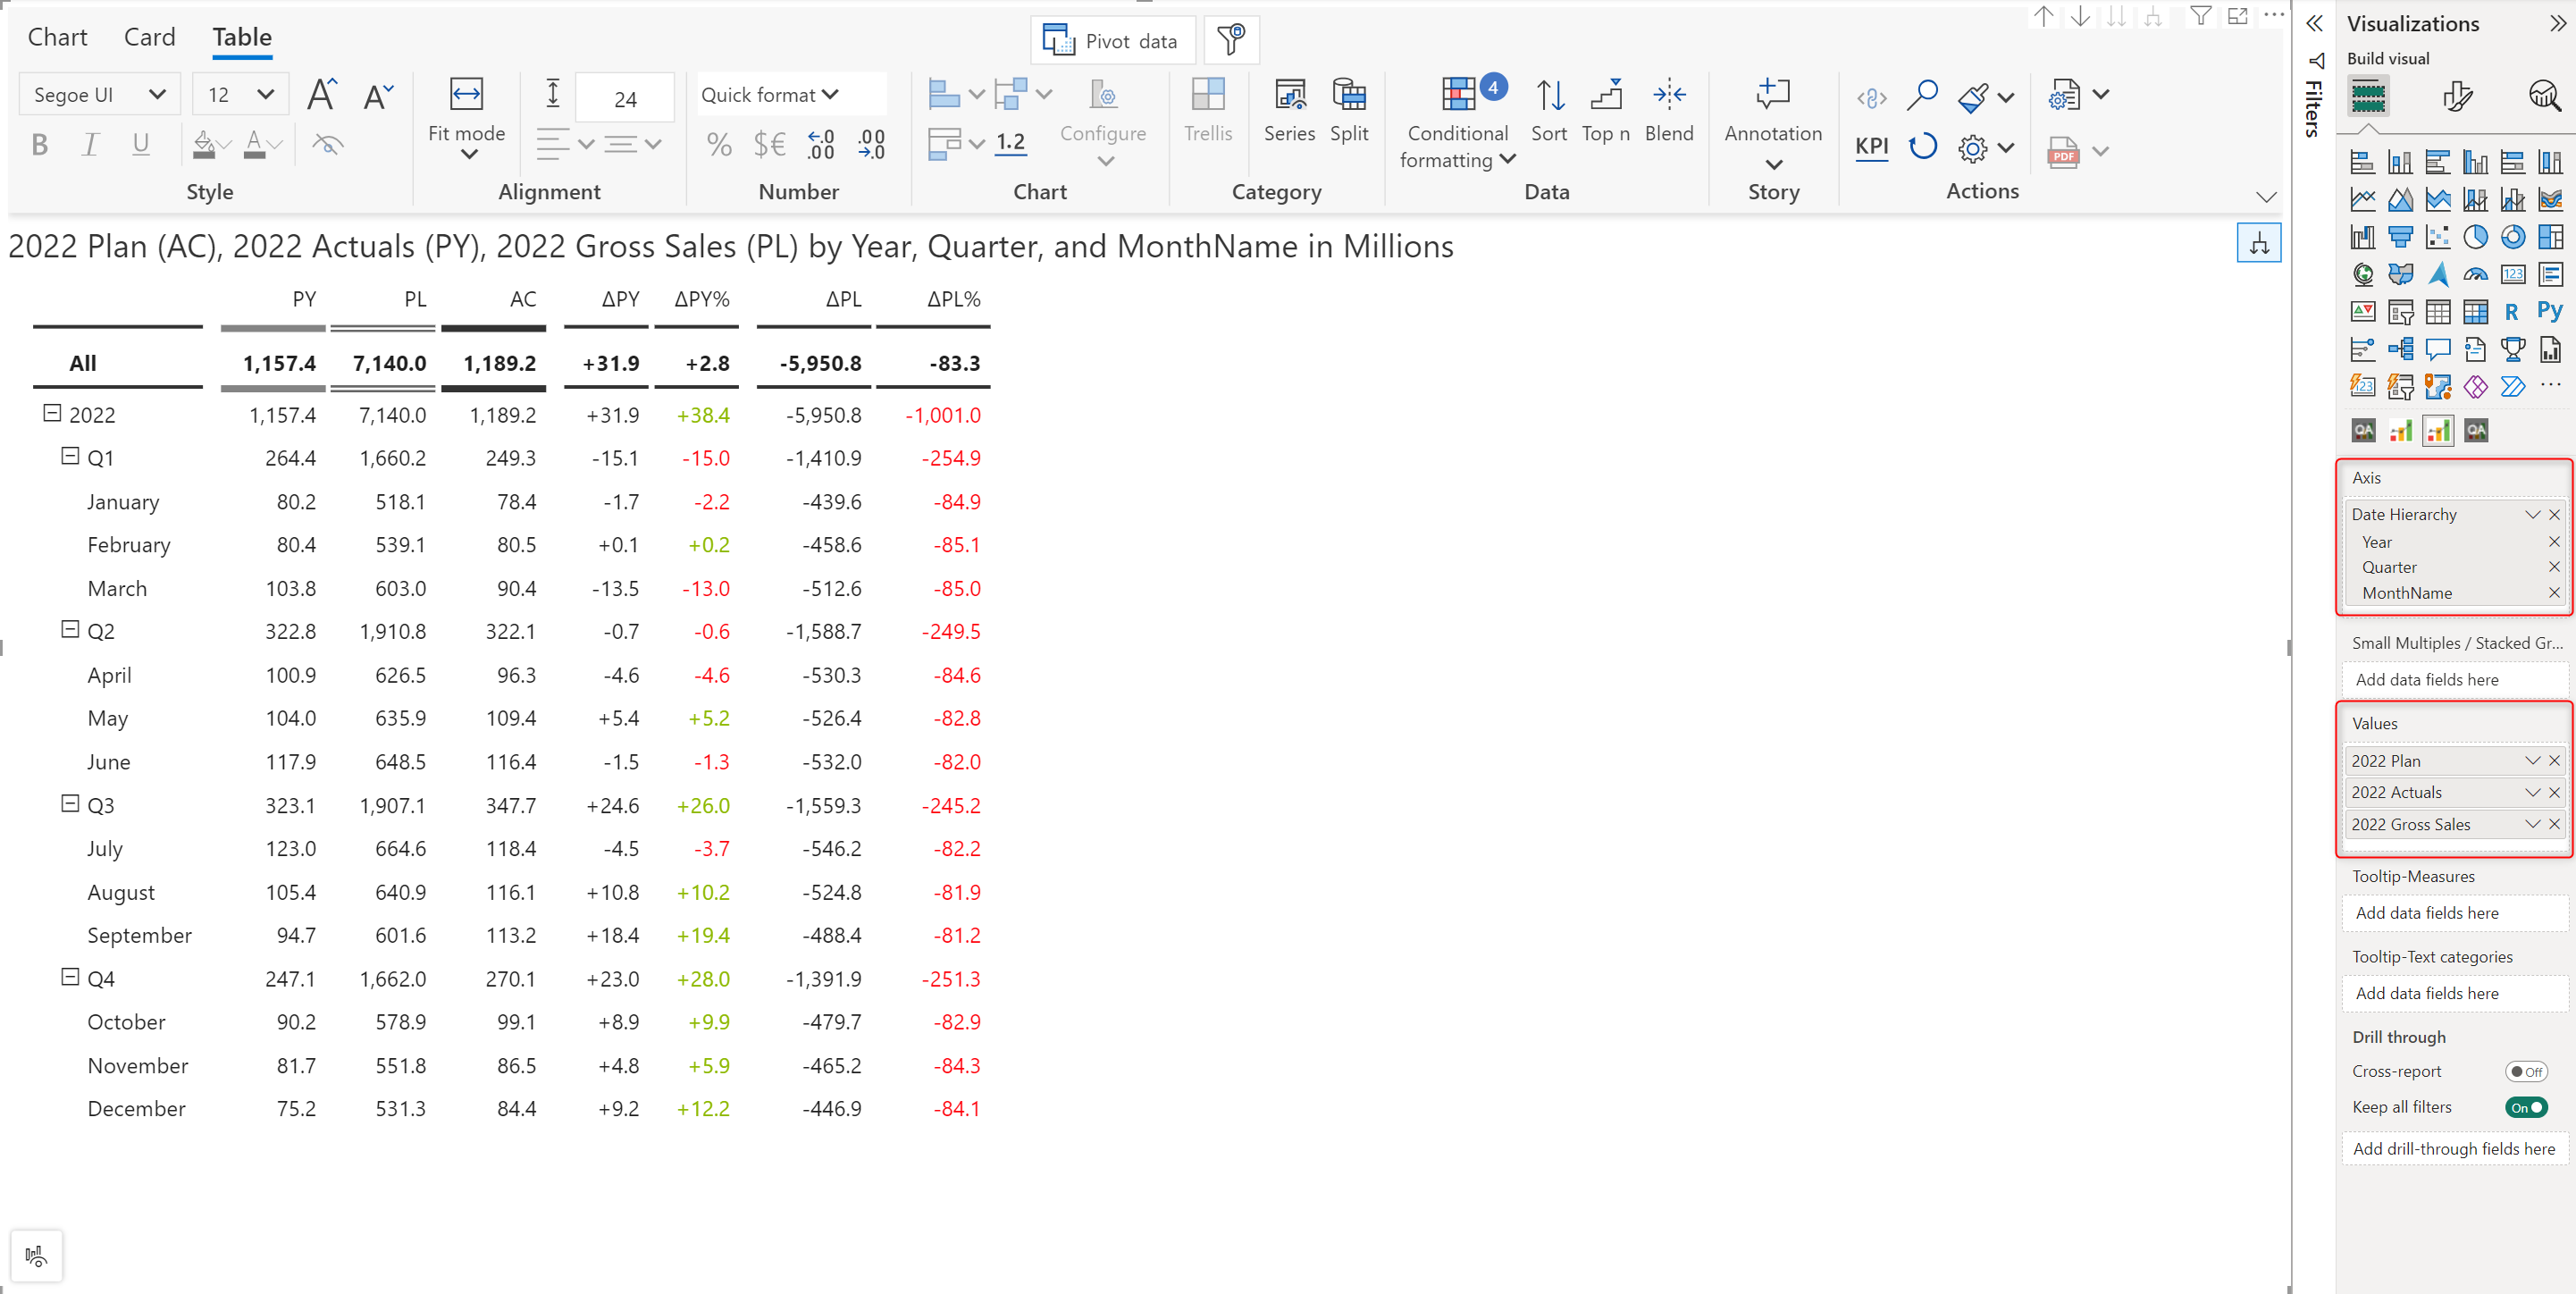 Chart Card Table
Pivot data
Segoe UI 12
24
Quick format
4
B I U
Fit mode
% $€ .0 .00 .00 .0
1.2
Configure
Trellis
Series
Split
Conditional formatting
Sort
Top n
Blend
Annotation
KPI
PDF
Style
Alignment
Number
Chart
Category
Data
Story
Actions
2022 Plan (AC), 2022 Actuals (PY), 2022 Gross Sales (PL) by Year, Quarter, and MonthName in Millions
PY PL AC ΔPY ΔPY% ΔPL ΔPL%
All 1,157.4 7,140.0 1,189.2 +31.9 +2.8 -5,950.8 -83.3
2022 1,157.4 7,140.0 1,189.2 +31.9 +38.4 -5,950.8 -1,001.0
Q1 264.4 1,660.2 249.3 -15.1 -15.0 -1,410.9 -254.9
January 80.2 518.1 78.4 -1.7 -2.2 -439.6 -84.9
February 80.4 539.1 80.5 +0.1 +0.2 -458.6 -85.1
March 103.8 603.0 90.4 -13.5 -13.0 -512.6 -85.0
Q2 322.8 1,910.8 322.1 -0.7 -0.6 -1,588.7 -249.5
April 100.9 626.5 96.3 -4.6 -4.6 -530.3 -84.6
May 104.0 635.9 109.4 +5.4 +5.2 -526.4 -82.8
June 117.9 648.5 116.4 -1.5 -1.3 -532.0 -82.0
Q3 323.1 1,907.1 347.7 +24.6 +26.0 -1,559.3 -245.2
July 123.0 664.6 118.4 -4.5 -3.7 -546.2 -82.2
August 105.4 640.9 116.1 +10.8 +10.2 -524.8 -81.9
September 94.7 601.6 113.2 +18.4 +19.4 -488.4 -81.2
Q4 247.1 1,662.0 270.1 +23.0 +28.0 -1,391.9 -251.3
October 90.2 578.9 99.1 +8.9 +9.9 -479.7 -82.9
November 81.7 551.8 86.5 +4.8 +5.9 -465.2 -84.3
December 75.2 531.3 84.4 +9.2 +12.2 -446.9 -84.1
Filters
Visualizations
Build visual
123
R Py
123
QA QA
Axis
Date Hierarchy
Year
Quarter
MonthName
Small Multiples / Stacked Gr...
Add data fields here
Values
2022 Plan
2022 Actuals
2022 Gross Sales
Tooltip-Measures
Add data fields here
Tooltip-Text categories
Add data fields here
Drill through
Cross-report Off
Keep all filters On
Add drill-through fields here